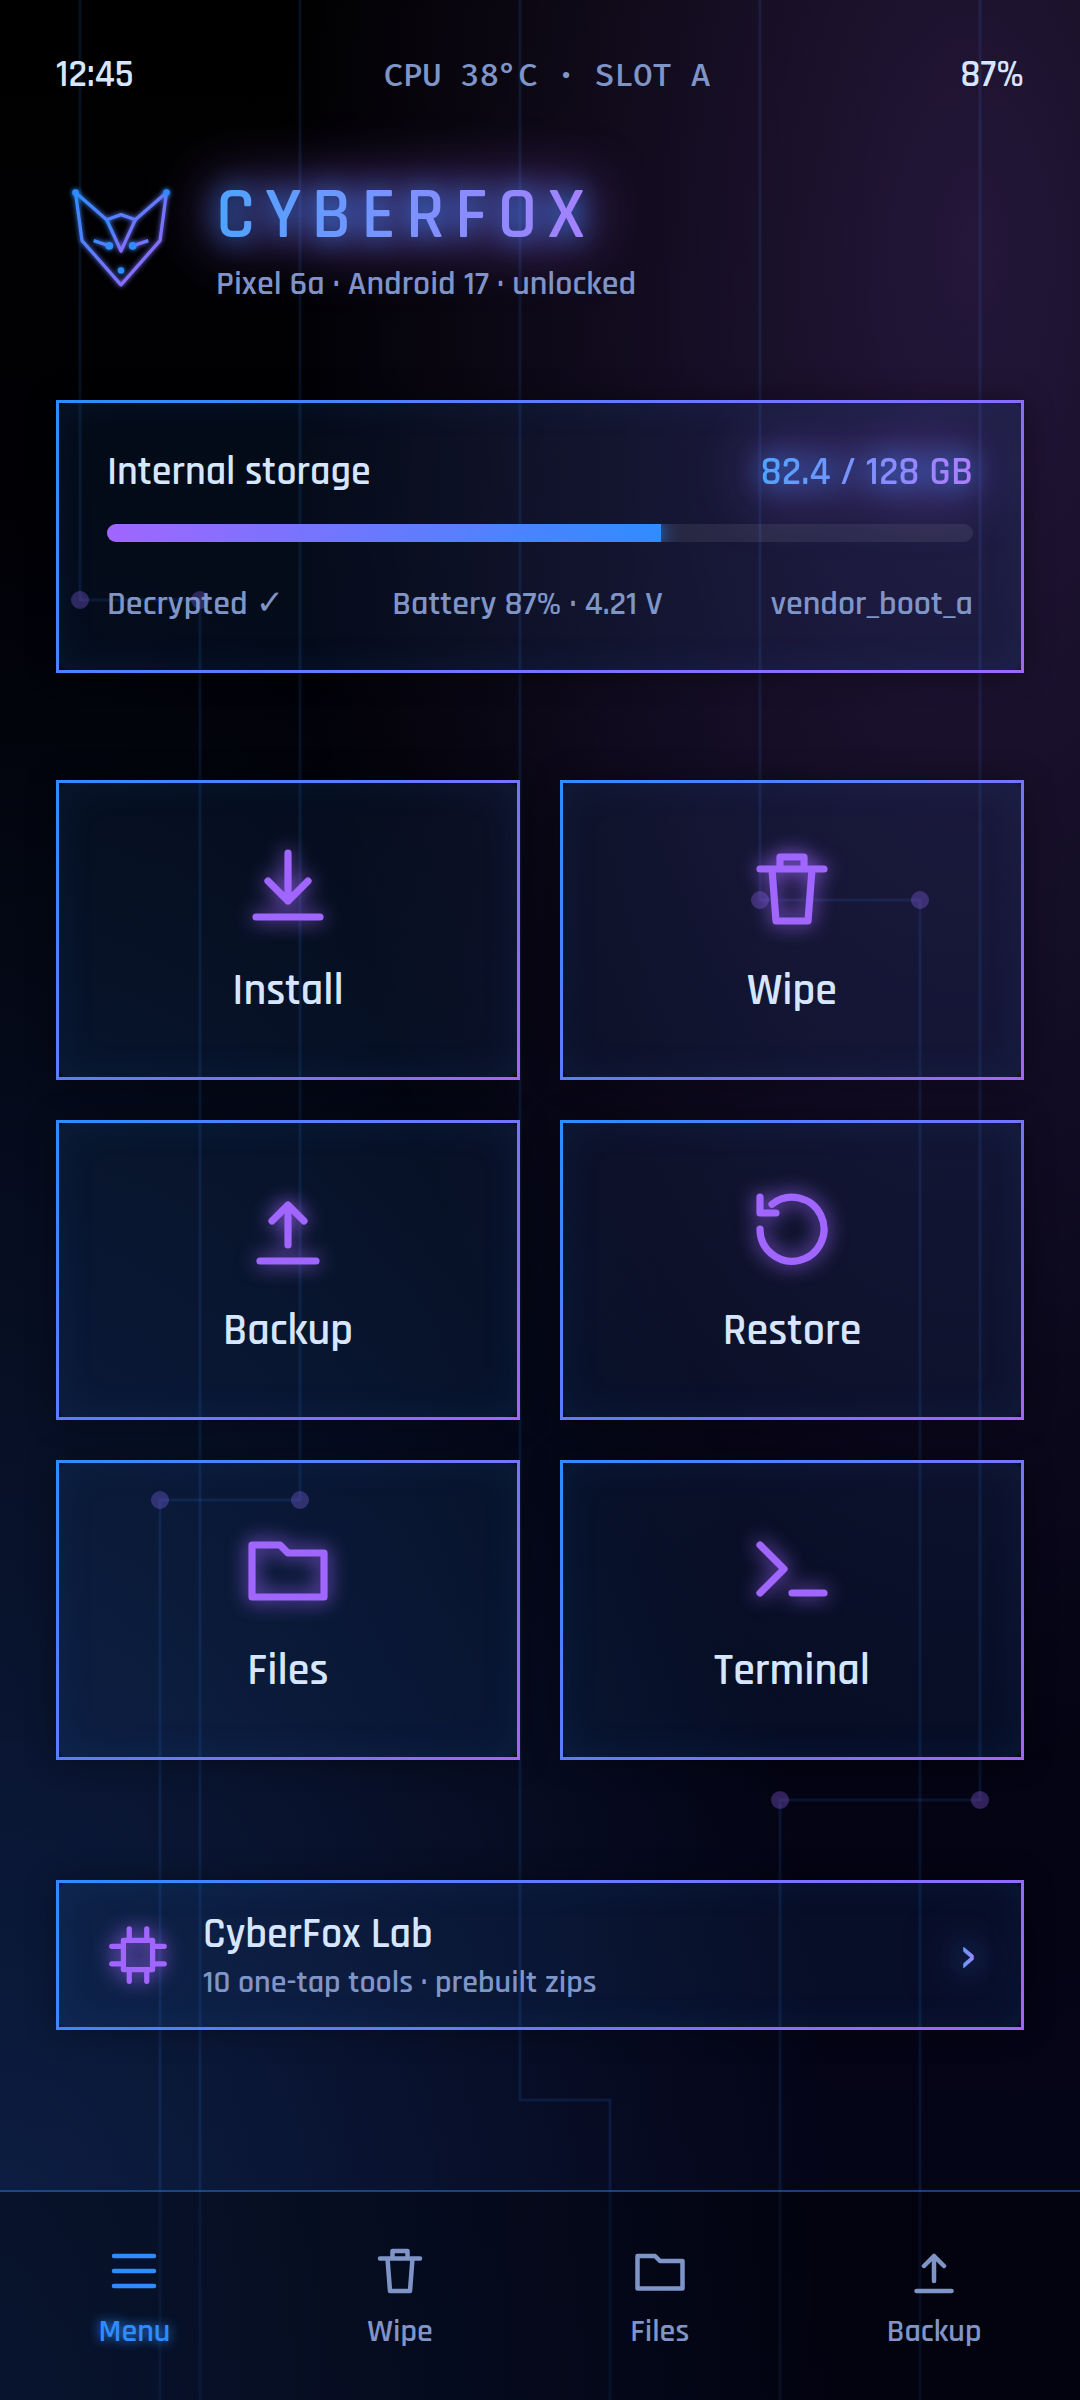 12:45 CPU 38°C · SLOT A 87%
CYBERFOX
Pixel 6a · Android 17 · unlocked
Internal storage 82.4 / 128 GB
Decrypted ✓ Battery 87% · 4.21 V vendor_boot_a
Install Wipe
Backup Restore
Files Terminal
CyberFox Lab
10 one-tap tools · prebuilt zips
Menu Wipe Files Backup